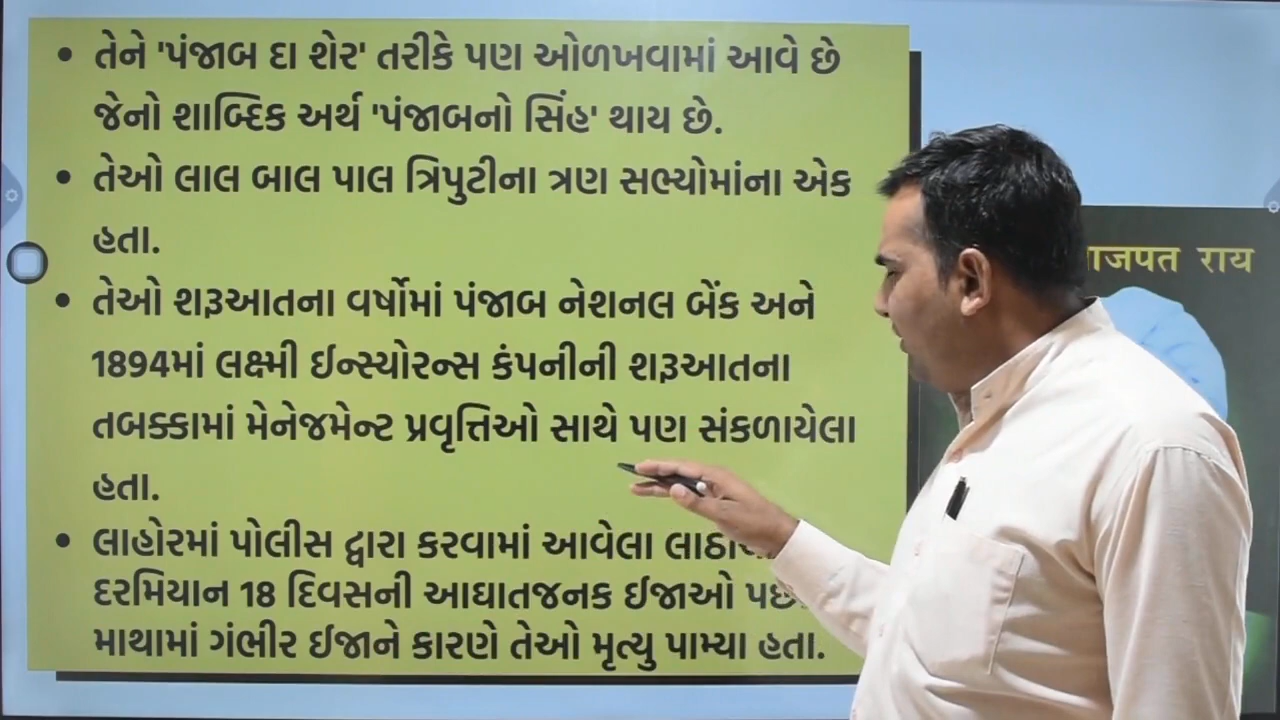 • તેને 'પંજાબ દા શેર' તરીકે પણ ઓળખવામાં આવે છે
જેનો શાબ્દિક અર્થ 'પંજાબનો સિંહ' થાય છે.
• તેઓ લાલ બાલ પાલ ત્રિપુટીના ત્રણ સભ્યોમાંના એક
હતા.
• તેઓ શરૂઆતના વર્ષોમાં પંજાબ નેશનલ બેંક અને
1894માં લક્ષ્મી ઈન્સ્યોરન્સ કંપનીની શરૂઆતના
તબક્કામાં મેનેજમેન્ટ પ્રવૃત્તિઓ સાથે પણ સંકળાયેલા
હતા.
• લાહોરમાં પોલીસ દ્વારા કરવામાં આવેલા
દરમિયાન 18 દિવસની આઘાતજનક ઈજાઓ
માથામાં ગંભીર ઈજાને કારણે તેઓ મૃત્યુ પામ્યા હતા.
राय